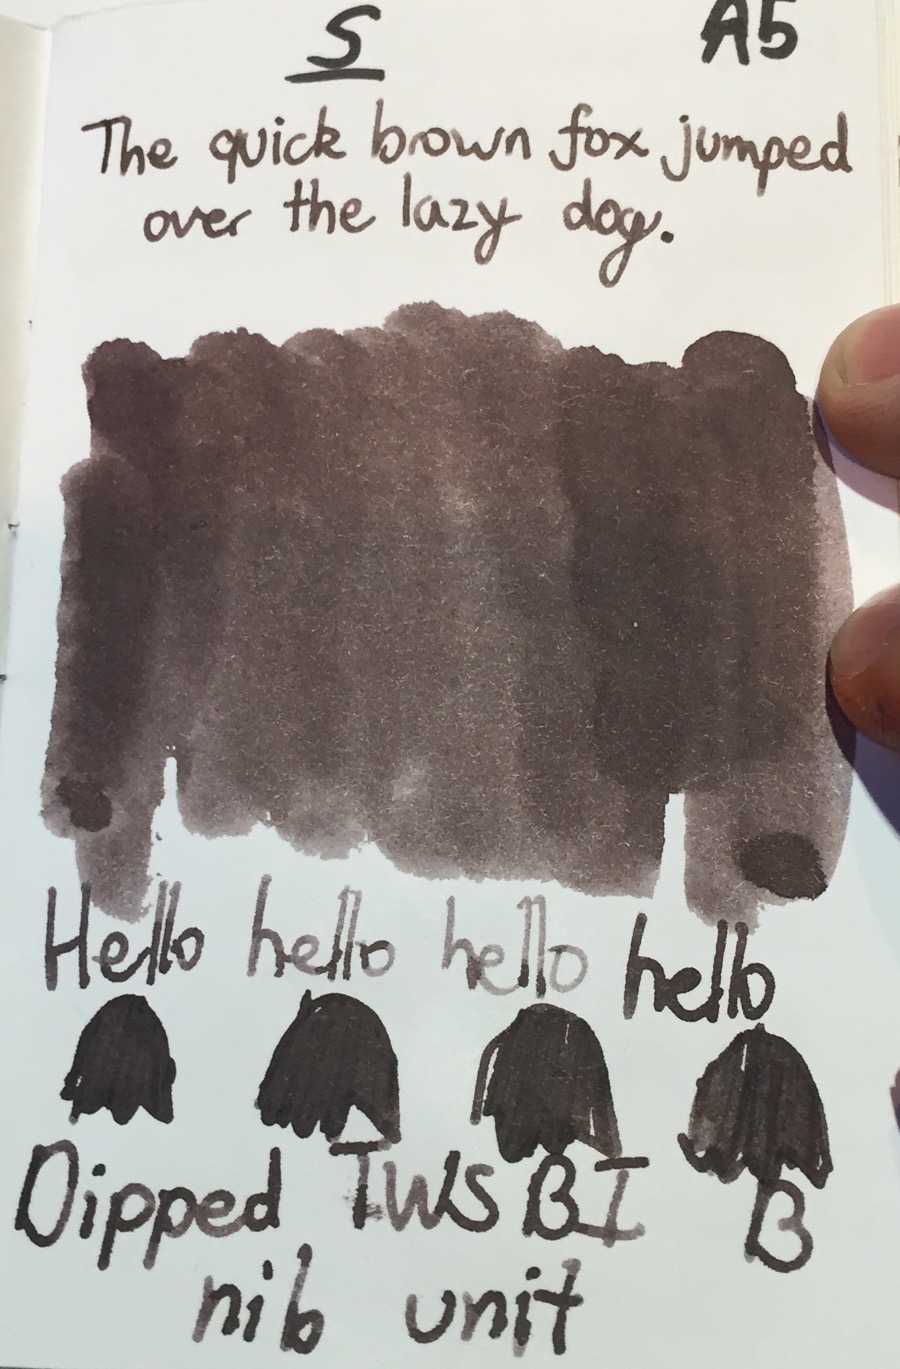 S A5
The quick brown fox jumped
over the lazy dog.
Hello hello hello hello
Dipped TWSBI B
nib unit